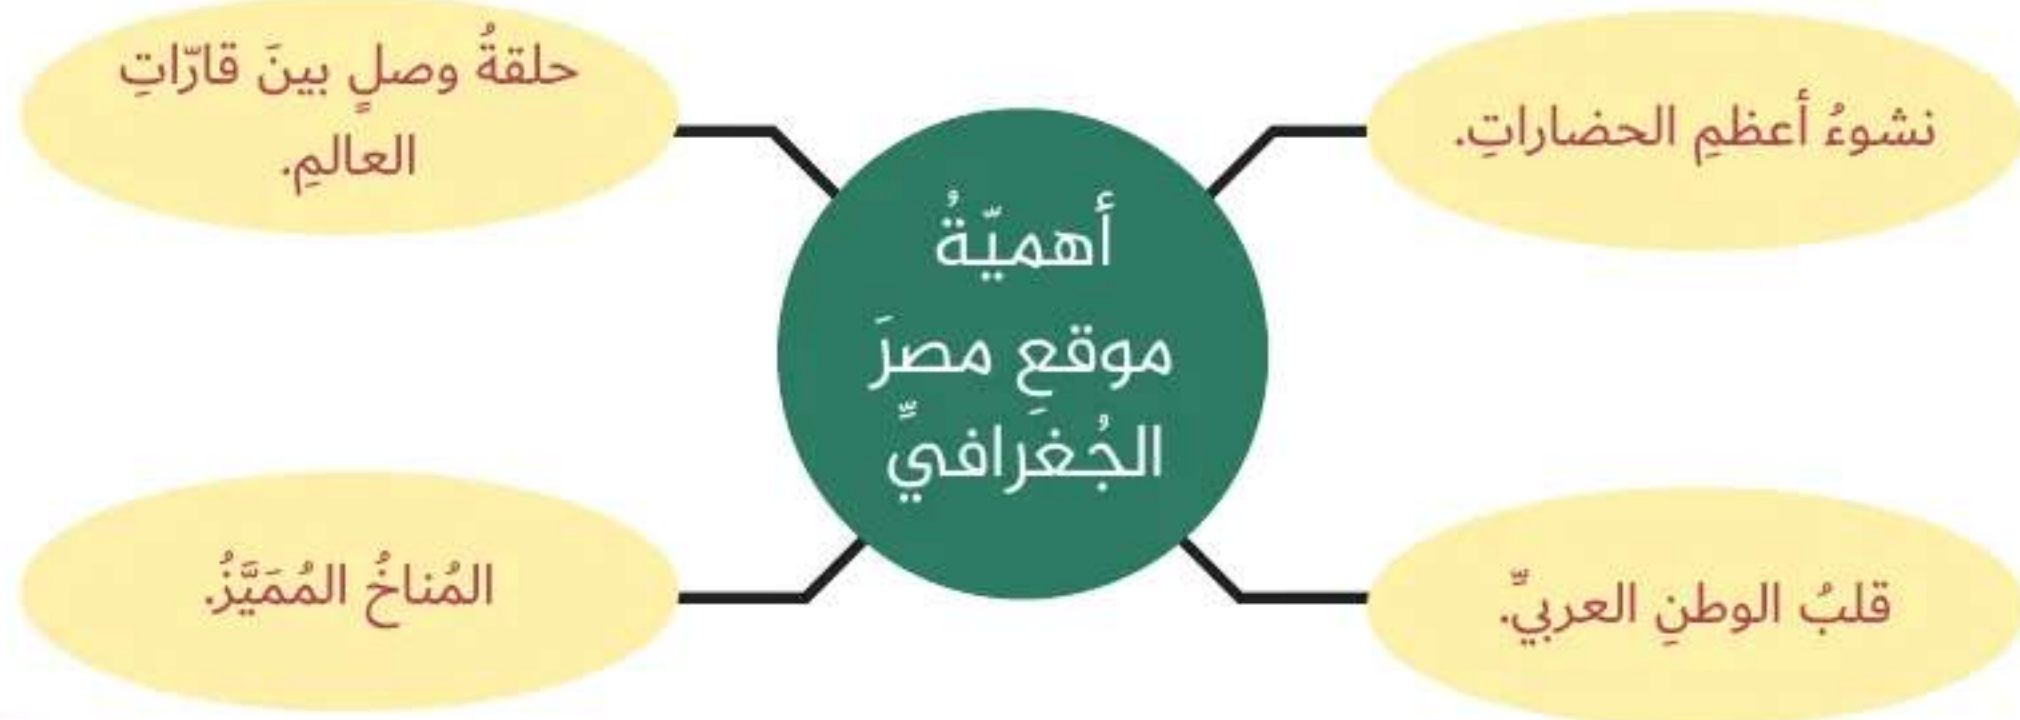 أهميّةُ
موقعِ مصرَ
الجُغرافيِّ
نشوءُ أعظمِ الحضاراتِ.
حلقةُ وصلٍ بينَ قارّاتِ
العالمِ.
قلبُ الوطنِ العربيِّ.
المُناخُ المُمَيَّزُ.